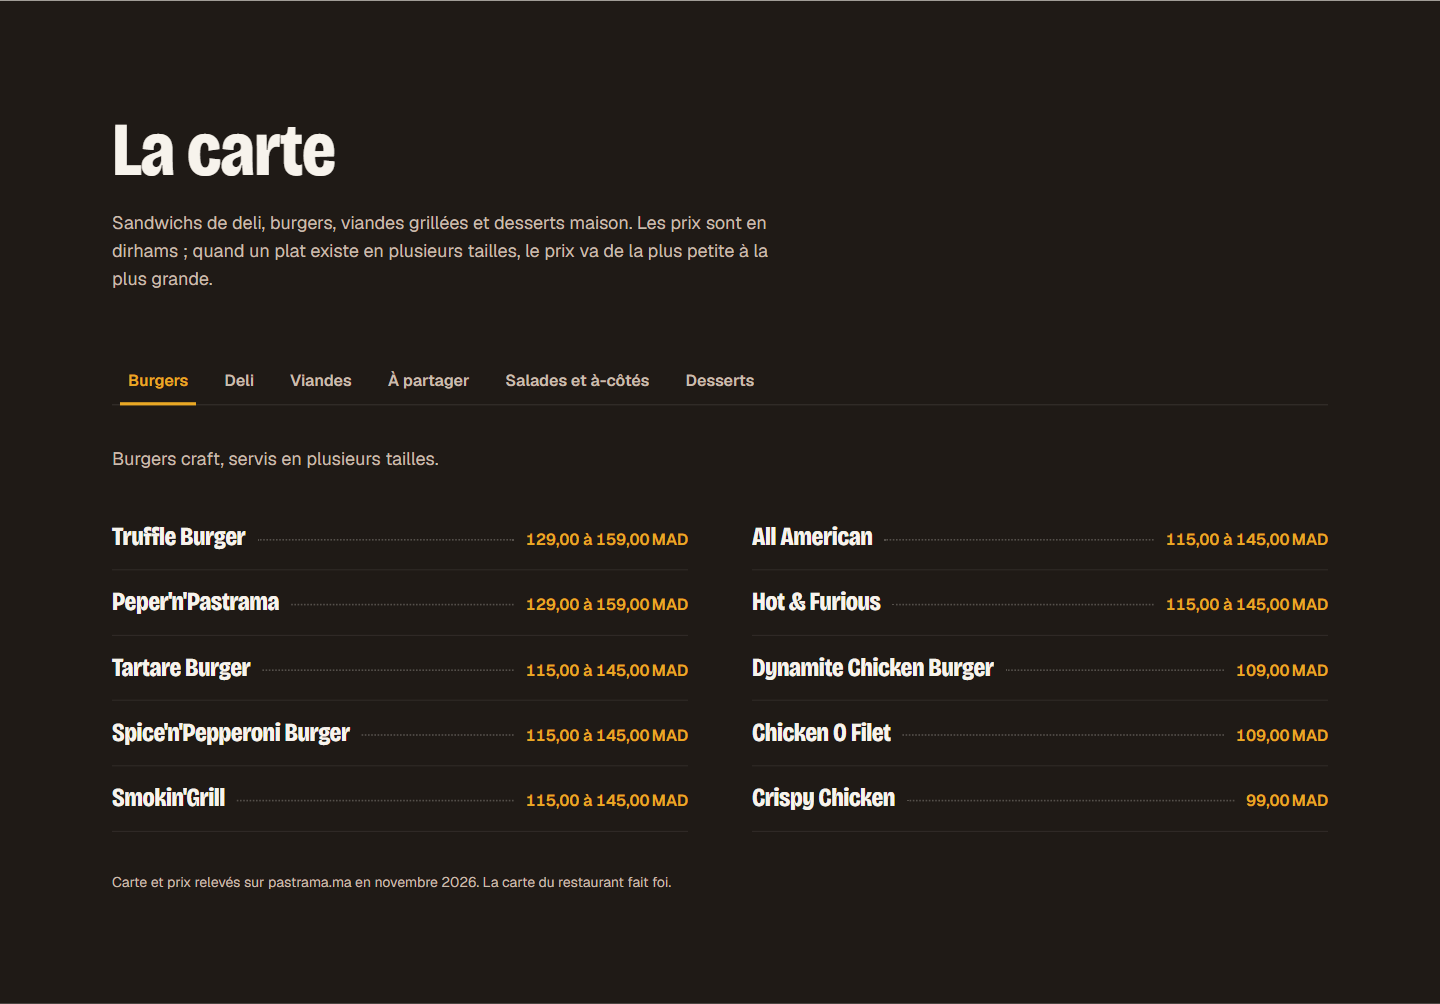 La carte
Sandwichs de deli, burgers, viandes grillées et desserts maison. Les prix sont en
dirhams ; quand un plat existe en plusieurs tailles, le prix va de la plus petite à la
plus grande.
Burgers Deli Viandes À partager Salades et à-côtés Desserts
Burgers craft, servis en plusieurs tailles.
Truffle Burger 129,00 à 159,00 MAD
All American 115,00 à 145,00 MAD
Peper'n'Pastrama 129,00 à 159,00 MAD
Hot & Furious 115,00 à 145,00 MAD
Tartare Burger 115,00 à 145,00 MAD
Dynamite Chicken Burger 109,00 MAD
Spice'n'Pepperoni Burger 115,00 à 145,00 MAD
Chicken O Filet 109,00 MAD
Smokin'Grill 115,00 à 145,00 MAD
Crispy Chicken 99,00 MAD
Carte et prix relevés sur pastrama.ma en novembre 2026. La carte du restaurant fait foi.